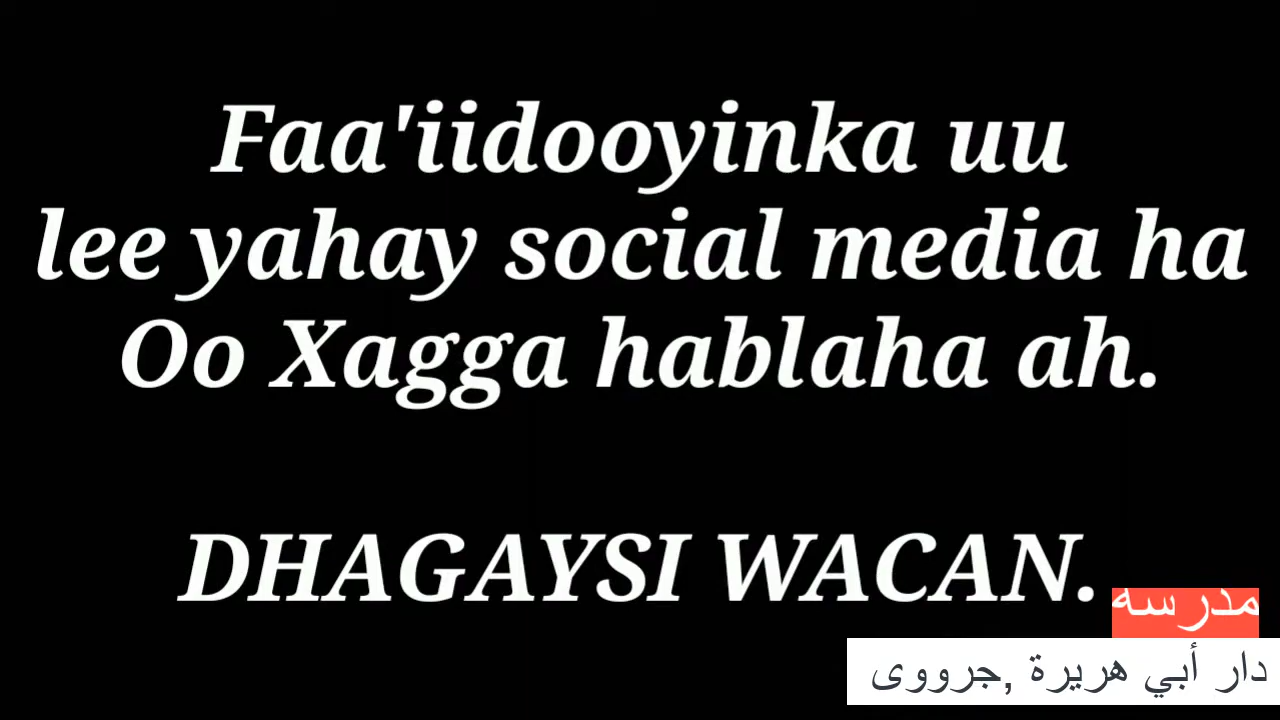 Faa'iidooyinka uu
lee yahay social media ha
Oo Xagga hablaha ah.
DHAGAYSI WACAN.
مدرسه
دار أبي هريرة ,جرووى